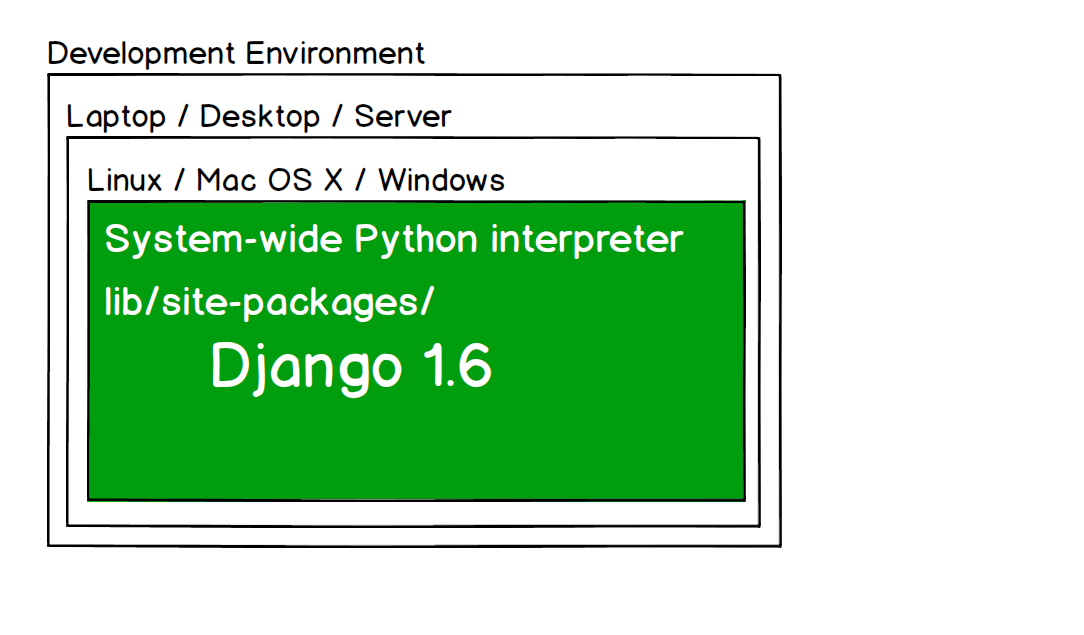 Development Environment
Laptop / Desktop / Server
Linux / Mac OS X / Windows
System-wide Python interpreter
lib/site-packages/
Django 1.6